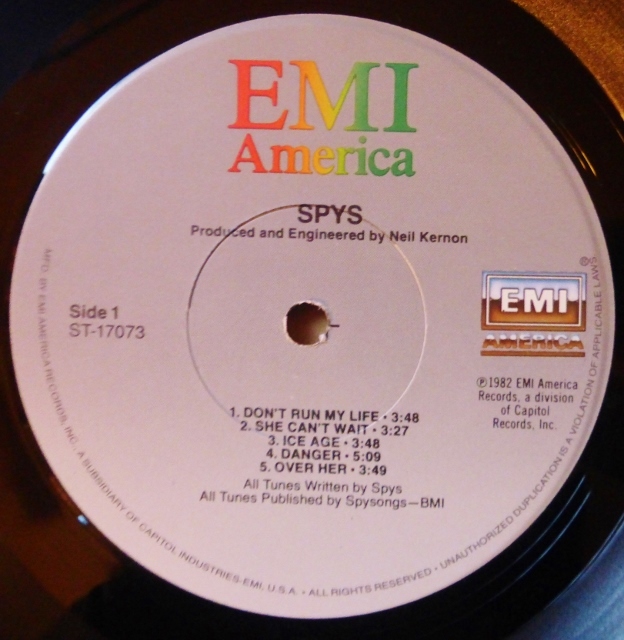 EMI
America
SPYS
Produced and Engineered by Neil Kernon
Side 1
ST-17073
EMI
AMERICA
℗1982 EMI America
Records, a division
of Capitol
Records, Inc.
1. DON'T RUN MY LIFE • 3:48
2. SHE CAN'T WAIT • 3:27
3. ICE AGE • 3:48
4. DANGER • 5:09
5. OVER HER • 3:49
All Tunes Written by Spys
All Tunes Published by Spysongs—BMI
MFD. BY EMI AMERICA RECORDS, INC. A SUBSIDIARY OF CAPITOL INDUSTRIES-EMI, U.S.A. • ALL RIGHTS RESERVED • UNAUTHORIZED DUPLICATION IS A VIOLATION OF APPLICABLE LAWS ®